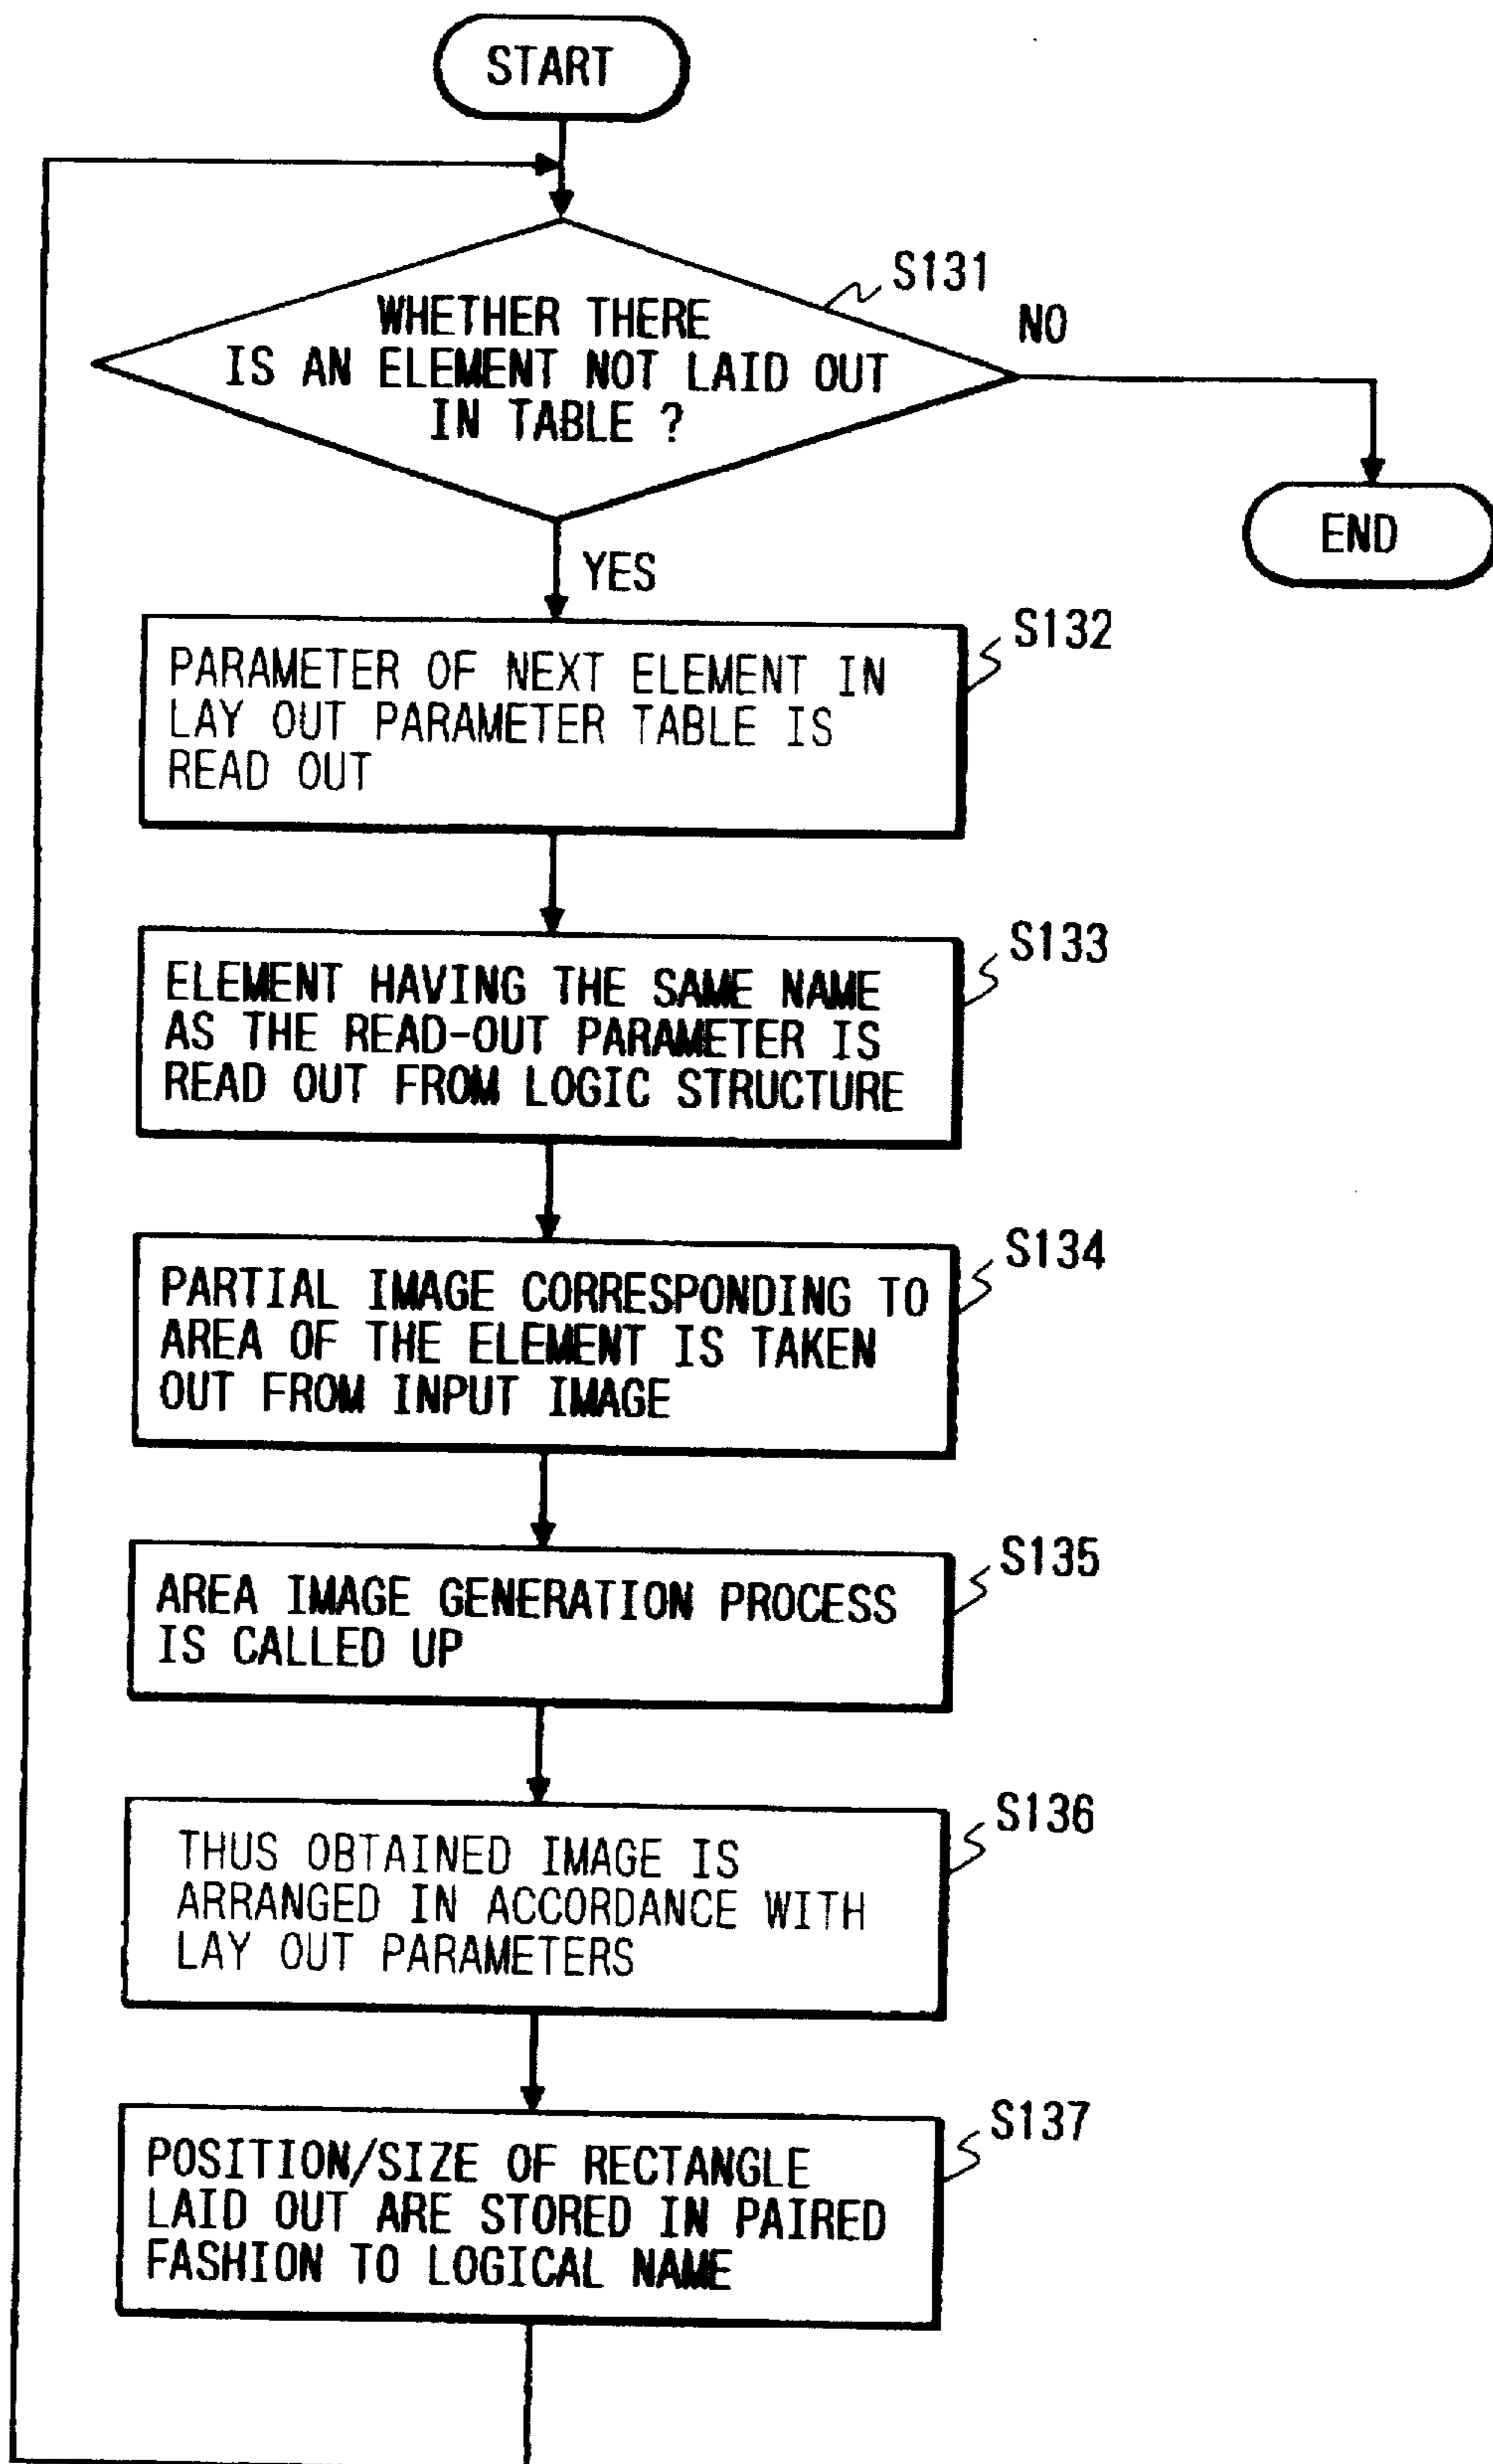 START
S131
WHETHER THERE
IS AN ELEMENT NOT LAID OUT
IN TABLE ?
NO
END
YES
S132
PARAMETER OF NEXT ELEMENT IN
LAY OUT PARAMETER TABLE IS
READ OUT
S133
ELEMENT HAVING THE SAME NAME
AS THE READ-OUT PARAMETER IS
READ OUT FROM LOGIC STRUCTURE
S134
PARTIAL IMAGE CORRESPONDING TO
AREA OF THE ELEMENT IS TAKEN
OUT FROM INPUT IMAGE
S135
AREA IMAGE GENERATION PROCESS
IS CALLED UP
S136
THUS OBTAINED IMAGE IS
ARRANGED IN ACCORDANCE WITH
LAY OUT PARAMETERS
S137
POSITION/SIZE OF RECTANGLE
LAID OUT ARE STORED IN PAIRED
FASHION TO LOGICAL NAME